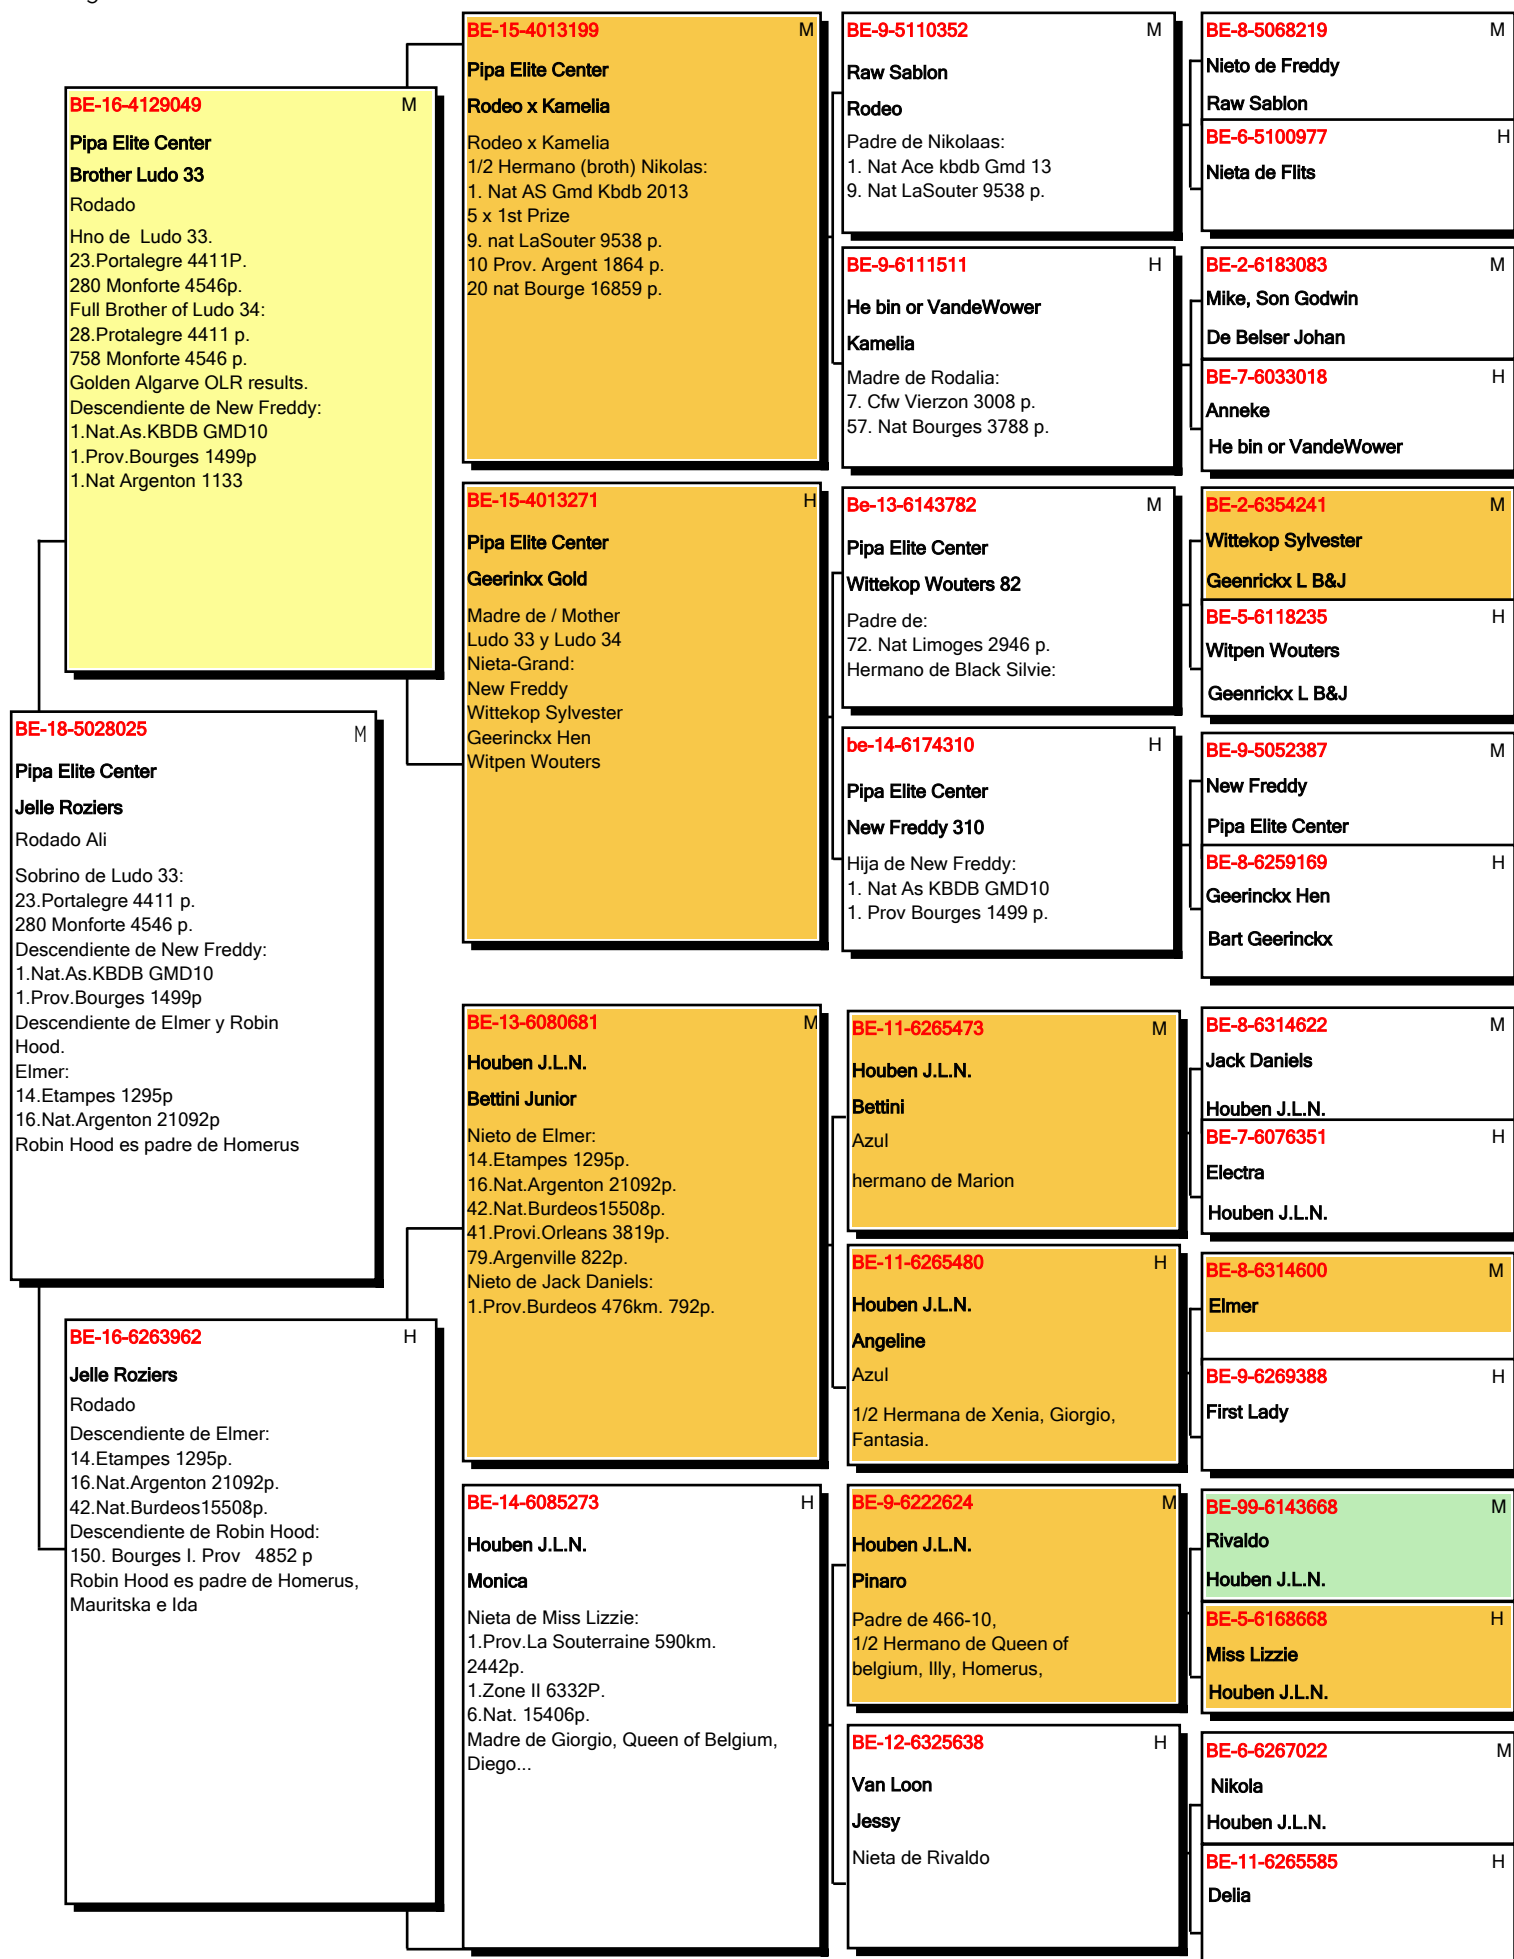 BE-18-5028025 M
Pipa Elite Center
Jelle Roziers
Rodado Ali
Sobrino de Ludo 33:
23.Portalegre 4411 p.
280 Monforte 4546 p.
Descendiente de New Freddy:
1.Nat.As.KBDB GMD10
1.Prov.Bourges 1499p
Descendiente de Elmer y Robin
Hood.
Elmer:
14.Etampes 1295p
16.Nat.Argenton 21092p
Robin Hood es padre de Homerus
BE-16-4129049 M
Pipa Elite Center
Brother Ludo 33
Rodado
Hno de Ludo 33.
23.Portalegre 4411P.
280 Monforte 4546p.
Full Brother of Ludo 34:
28.Protalegre 4411 p.
758 Monforte 4546 p.
Golden Algarve OLR results.
Descendiente de New Freddy:
1.Nat.As.KBDB GMD10
1.Prov.Bourges 1499p
1.Nat Argenton 1133
BE-16-6263962 H
Jelle Roziers
Rodado
Descendiente de Elmer:
14.Etampes 1295p.
16.Nat.Argenton 21092p.
42.Nat.Burdeos15508p.
Descendiente de Robin Hood:
150. Bourges I. Prov 4852 p
Robin Hood es padre de Homerus,
Mauritska e Ida
BE-15-4013199 M
Pipa Elite Center
Rodeo x Kamelia
Rodeo x Kamelia
1/2 Hermano (broth) Nikolas:
1. Nat AS Gmd Kbdb 2013
5 x 1st Prize
9. nat LaSouter 9538 p.
10 Prov. Argent 1864 p.
20 nat Bourge 16859 p.
BE-15-4013271 H
Pipa Elite Center
Geerinkx Gold
Madre de / Mother
Ludo 33 y Ludo 34
Nieta-Grand:
New Freddy
Wittekop Sylvester
Geerinckx Hen
Witpen Wouters
BE-13-6080681 M
Houben J.L.N.
Bettini Junior
Nieto de Elmer:
14.Etampes 1295p.
16.Nat.Argenton 21092p.
42.Nat.Burdeos15508p.
41.Provi.Orleans 3819p.
79.Argenville 822p.
Nieto de Jack Daniels:
1.Prov.Burdeos 476km. 792p.
BE-14-6085273 H
Houben J.L.N.
Monica
Nieta de Miss Lizzie:
1.Prov.La Souterraine 590km.
2442p.
1.Zone II 6332P.
6.Nat. 15406p.
Madre de Giorgio, Queen of Belgium,
Diego...
BE-9-5110352 M
Raw Sablon
Rodeo
Padre de Nikolaas:
1. Nat Ace kbdb Gmd 13
9. Nat LaSouter 9538 p.
BE-9-6111511 H
He bin or VandeWower
Kamelia
Madre de Rodalia:
7. Cfw Vierzon 3008 p.
57. Nat Bourges 3788 p.
Be-13-6143782 M
Pipa Elite Center
Wittekop Wouters 82
Padre de:
72. Nat Limoges 2946 p.
Hermano de Black Silvie:
be-14-6174310 H
Pipa Elite Center
New Freddy 310
Hija de New Freddy:
1. Nat As KBDB GMD10
1. Prov Bourges 1499 p.
BE-11-6265473 M
Houben J.L.N.
Bettini
Azul
hermano de Marion
BE-11-6265480 H
Houben J.L.N.
Angeline
Azul
1/2 Hermana de Xenia, Giorgio,
Fantasia.
BE-9-6222624 M
Houben J.L.N.
Pinaro
Padre de 466-10,
1/2 Hermano de Queen of
belgium, Illy, Homerus,
BE-12-6325638 H
Van Loon
Jessy
Nieta de Rivaldo
BE-8-5068219 M
Nieto de Freddy
Raw Sablon
BE-6-5100977 H
Nieta de Flits
BE-2-6183083 M
Mike, Son Godwin
De Belser Johan
BE-7-6033018 H
Anneke
He bin or VandeWower
BE-2-6354241 M
Wittekop Sylvester
Geenrickx L B&J
BE-5-6118235 H
Witpen Wouters
Geenrickx L B&J
BE-9-5052387 M
New Freddy
Pipa Elite Center
BE-8-6259169 H
Geerinckx Hen
Bart Geerinckx
BE-8-6314622 M
Jack Daniels
Houben J.L.N.
BE-7-6076351 H
Electra
Houben J.L.N.
BE-8-6314600 M
Elmer
BE-9-6269388 H
First Lady
BE-99-6143668 M
Rivaldo
Houben J.L.N.
BE-5-6168668 H
Miss Lizzie
Houben J.L.N.
BE-6-6267022 M
Nikola
Houben J.L.N.
BE-11-6265585 H
Delia